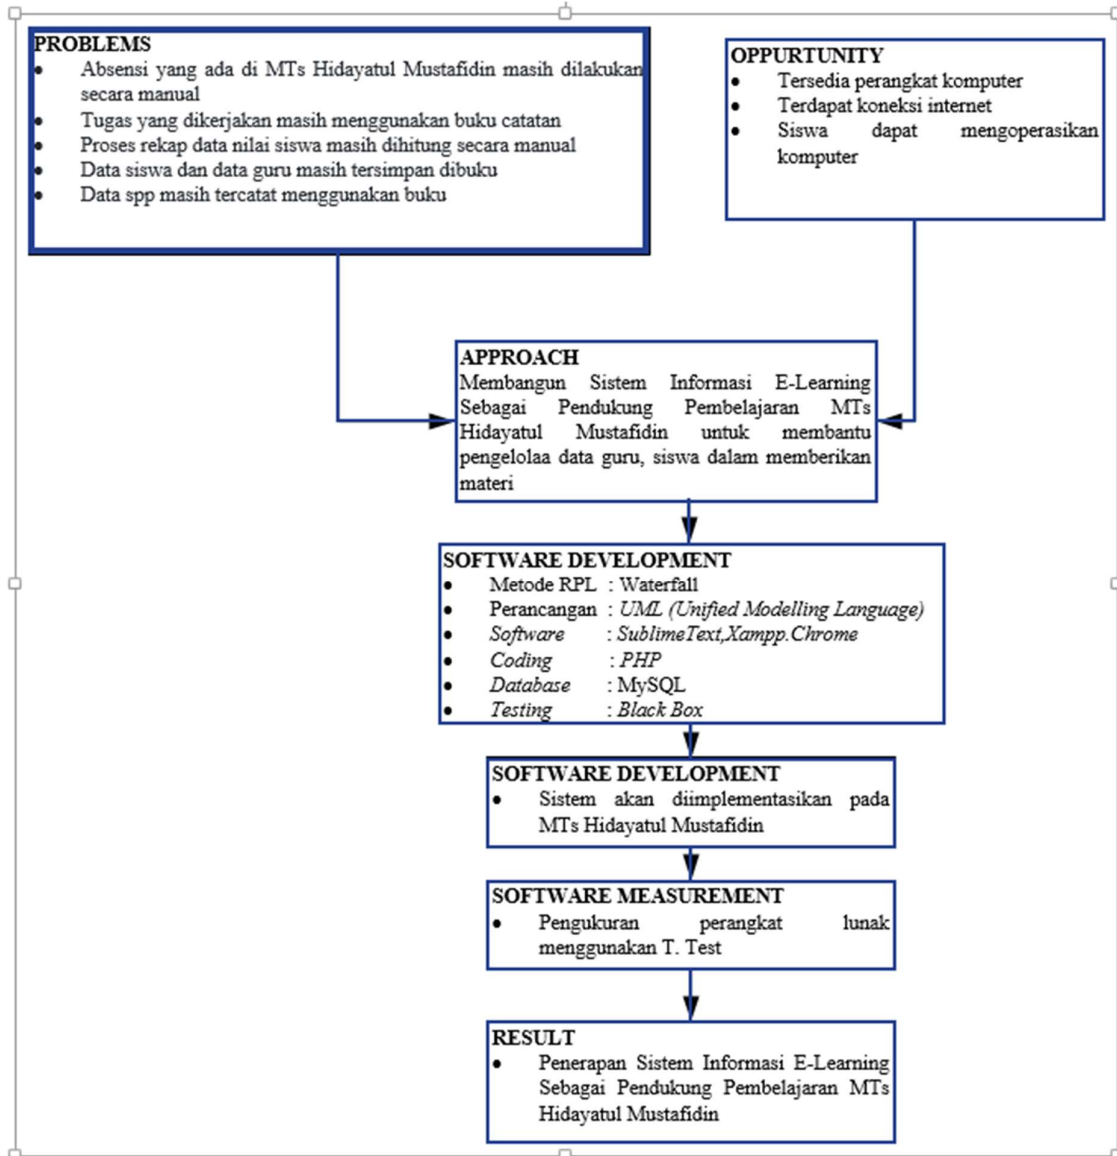 PROBLEMS
• Absensi yang ada di MTs Hidayatul Mustafidin masih dilakukan
secara manual
• Tugas yang dikerjakan masih menggunakan buku catatan
• Proses rekap data nilai siswa masih dihitung secara manual
• Data siswa dan data guru masih tersimpan dibuku
• Data spp masih tercatat menggunakan buku
OPPURTUNITY
• Tersedia perangkat komputer
• Terdapat koneksi internet
• Siswa dapat mengoperasikan
komputer
APPROACH
Membangun Sistem Informasi E-Learning
Sebagai Pendukung Pembelajaran MTs
Hidayatul Mustafidin untuk membantu
pengelolaa data guru, siswa dalam memberikan
materi
SOFTWARE DEVELOPMENT
• Metode RPL : Waterfall
• Perancangan : UML (Unified Modelling Language)
• Software : SublimeText,Xampp.Chrome
• Coding : PHP
• Database : MySQL
• Testing : Black Box
SOFTWARE DEVELOPMENT
• Sistem akan diimplementasikan pada
MTs Hidayatul Mustafidin
SOFTWARE MEASUREMENT
• Pengukuran perangkat lunak
menggunakan T. Test
RESULT
• Penerapan Sistem Informasi E-Learning
Sebagai Pendukung Pembelajaran MTs
Hidayatul Mustafidin